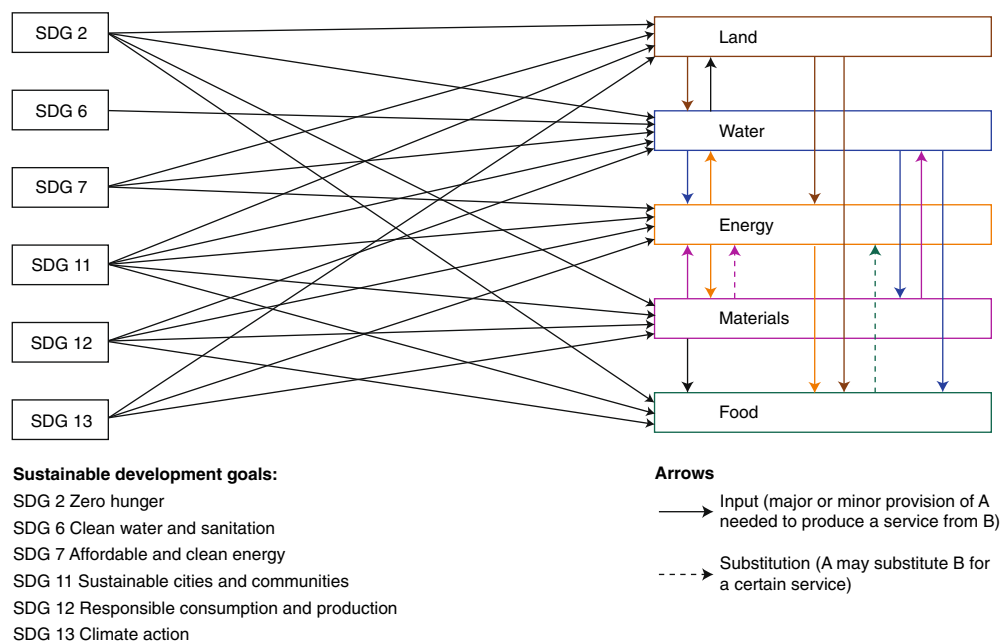 SDG 2
SDG 6
SDG 7
SDG 11
SDG 12
SDG 13
Land
Water
Energy
Materials
Food
Sustainable development goals:
SDG 2 Zero hunger
SDG 6 Clean water and sanitation
SDG 7 Affordable and clean energy
SDG 11 Sustainable cities and communities
SDG 12 Responsible consumption and production
SDG 13 Climate action
Arrows
Input (major or minor provision of A
needed to produce a service from B)
Substitution (A may substitute B for
a certain service)